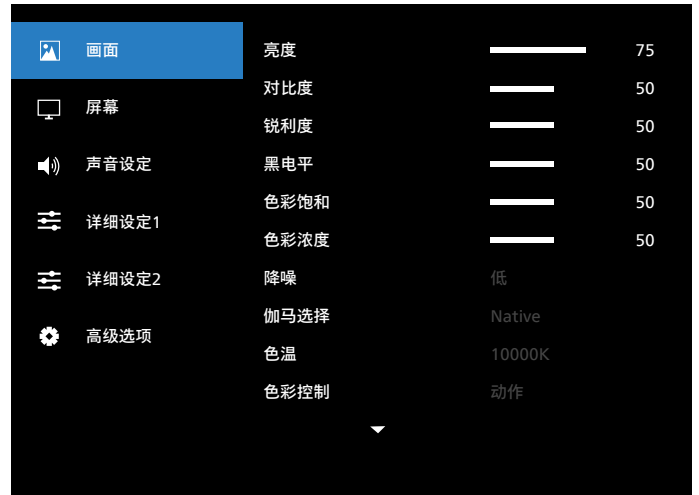 画面
屏幕
声音设定
详细设定1
详细设定2
高级选项
亮度 75
对比度 50
锐利度 50
黑电平 50
色彩饱和 50
色彩浓度 50
降噪 低
伽马选择 Native
色温 10000K
色彩控制 动作